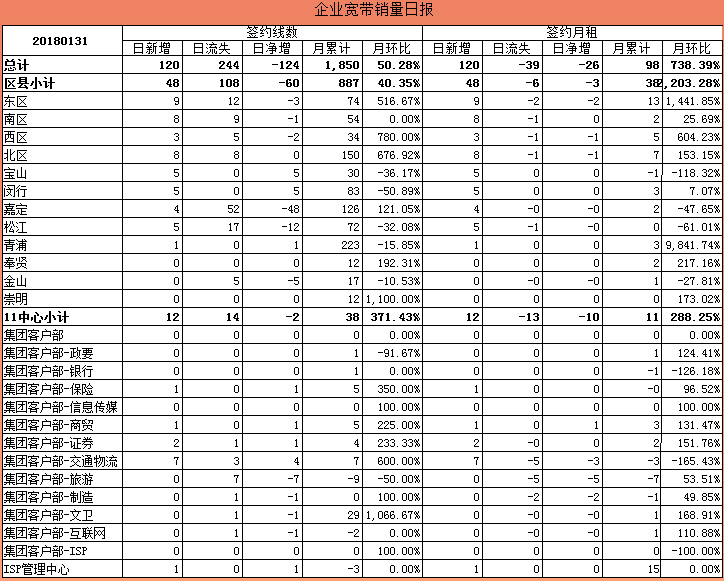 企业宽带销量日报
20180131 签约线数 签约月租
日新增 日流失 日净增 月累计 月环比 日新增 日流失 日净增 月累计 月环比
总计 120 244 -124 1,850 50.28% 120 -39 -26 98 738.39%
区县小计 48 108 -60 887 40.35% 48 -6 -3 38 2,203.28%
东区 9 12 -3 74 516.67% 9 -2 -2 13 1,441.85%
南区 8 9 -1 54 0.00% 8 -1 0 2 25.69%
西区 3 5 -2 34 780.00% 3 -1 -1 5 604.23%
北区 8 8 0 150 676.92% 8 -1 -1 7 153.15%
宝山 5 0 5 30 -36.17% 5 0 0 -1 -118.32%
闵行 5 0 5 83 -50.89% 5 0 0 3 7.07%
嘉定 4 52 -48 126 121.05% 4 -0 -0 2 -47.65%
松江 5 17 -12 72 -32.08% 5 -1 -0 0 -61.01%
青浦 1 0 1 223 -15.85% 1 0 0 3 9,841.74%
奉贤 0 0 0 12 192.31% 0 0 0 2 217.16%
金山 0 5 -5 17 -10.53% 0 -0 -0 1 -27.81%
崇明 0 0 0 12 1,100.00% 0 0 0 0 173.02%
11中心小计 12 14 -2 38 371.43% 12 -13 -10 11 288.25%
集团客户部 0 0 0 0 0.00% 0 0 0 0 0.00%
集团客户部-政要 0 0 0 1 -91.67% 0 0 0 1 124.41%
集团客户部-银行 0 0 0 1 0.00% 0 0 0 -1 -126.18%
集团客户部-保险 1 0 1 5 350.00% 1 0 0 -0 96.52%
集团客户部-信息传媒 0 0 0 0 100.00% 0 0 0 0 100.00%
集团客户部-商贸 1 0 1 5 225.00% 1 0 1 3 131.47%
集团客户部-证券 2 1 1 4 233.33% 2 -0 0 2 151.76%
集团客户部-交通物流 7 3 4 7 600.00% 7 -5 -3 -3 -165.43%
集团客户部-旅游 0 7 -7 -9 -50.00% 0 -5 -5 -7 53.51%
集团客户部-制造 0 1 -1 0 100.00% 0 -2 -2 -1 49.85%
集团客户部-文卫 0 1 -1 29 1,066.67% 0 -0 -0 1 168.91%
集团客户部-互联网 0 1 -1 -2 0.00% 0 -0 -0 1 110.88%
集团客户部-ISP 0 0 0 0 100.00% 0 0 0 0 -100.00%
ISP管理中心 1 0 1 -3 0.00% 1 0 0 15 0.00%